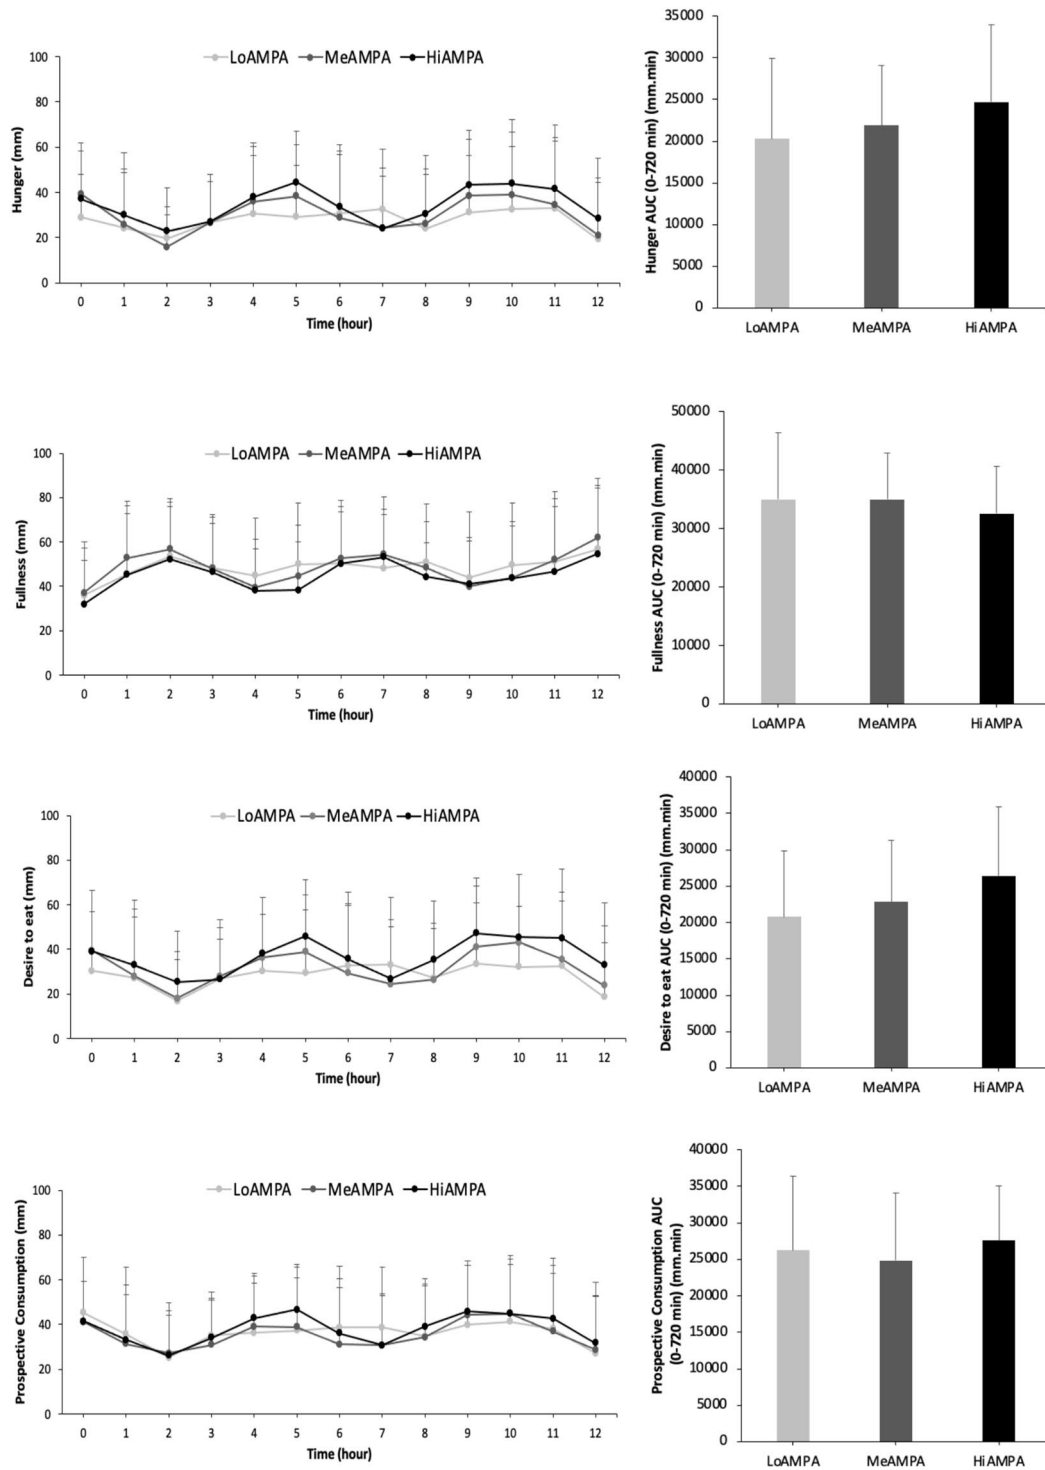 LoAMPA MeAMPA HiAMPA
Hunger (mm)
100
80
60
40
20
0
0 1 2 3 4 5 6 7 8 9 10 11 12
Time (hour)
Hunger AUC (0-720 min) (mm.min)
35000
30000
25000
20000
15000
10000
5000
0
LoAMPA MeAMPA HiAMPA
LoAMPA MeAMPA HiAMPA
Fullness (mm)
100
80
60
40
20
0
0 1 2 3 4 5 6 7 8 9 10 11 12
Time (hour)
Fullness AUC (0-720 min) (mm.min)
50000
40000
30000
20000
10000
0
LoAMPA MeAMPA HiAMPA
LoAMPA MeAMPA HiAMPA
Desire to eat (mm)
100
80
60
40
20
0
0 1 2 3 4 5 6 7 8 9 10 11 12
Time (hour)
Desire to eat AUC (0-720 min) (mm.min)
40000
35000
30000
25000
20000
15000
10000
5000
0
LoAMPA MeAMPA HiAMPA
LoAMPA MeAMPA HiAMPA
Prospective Consumption (mm)
100
80
60
40
20
0
0 1 2 3 4 5 6 7 8 9 10 11 12
Time (hour)
Prospective Consumption AUC
(0-720 min) (mm.min)
40000
35000
30000
25000
20000
15000
10000
5000
0
LoAMPA MeAMPA HiAMPA